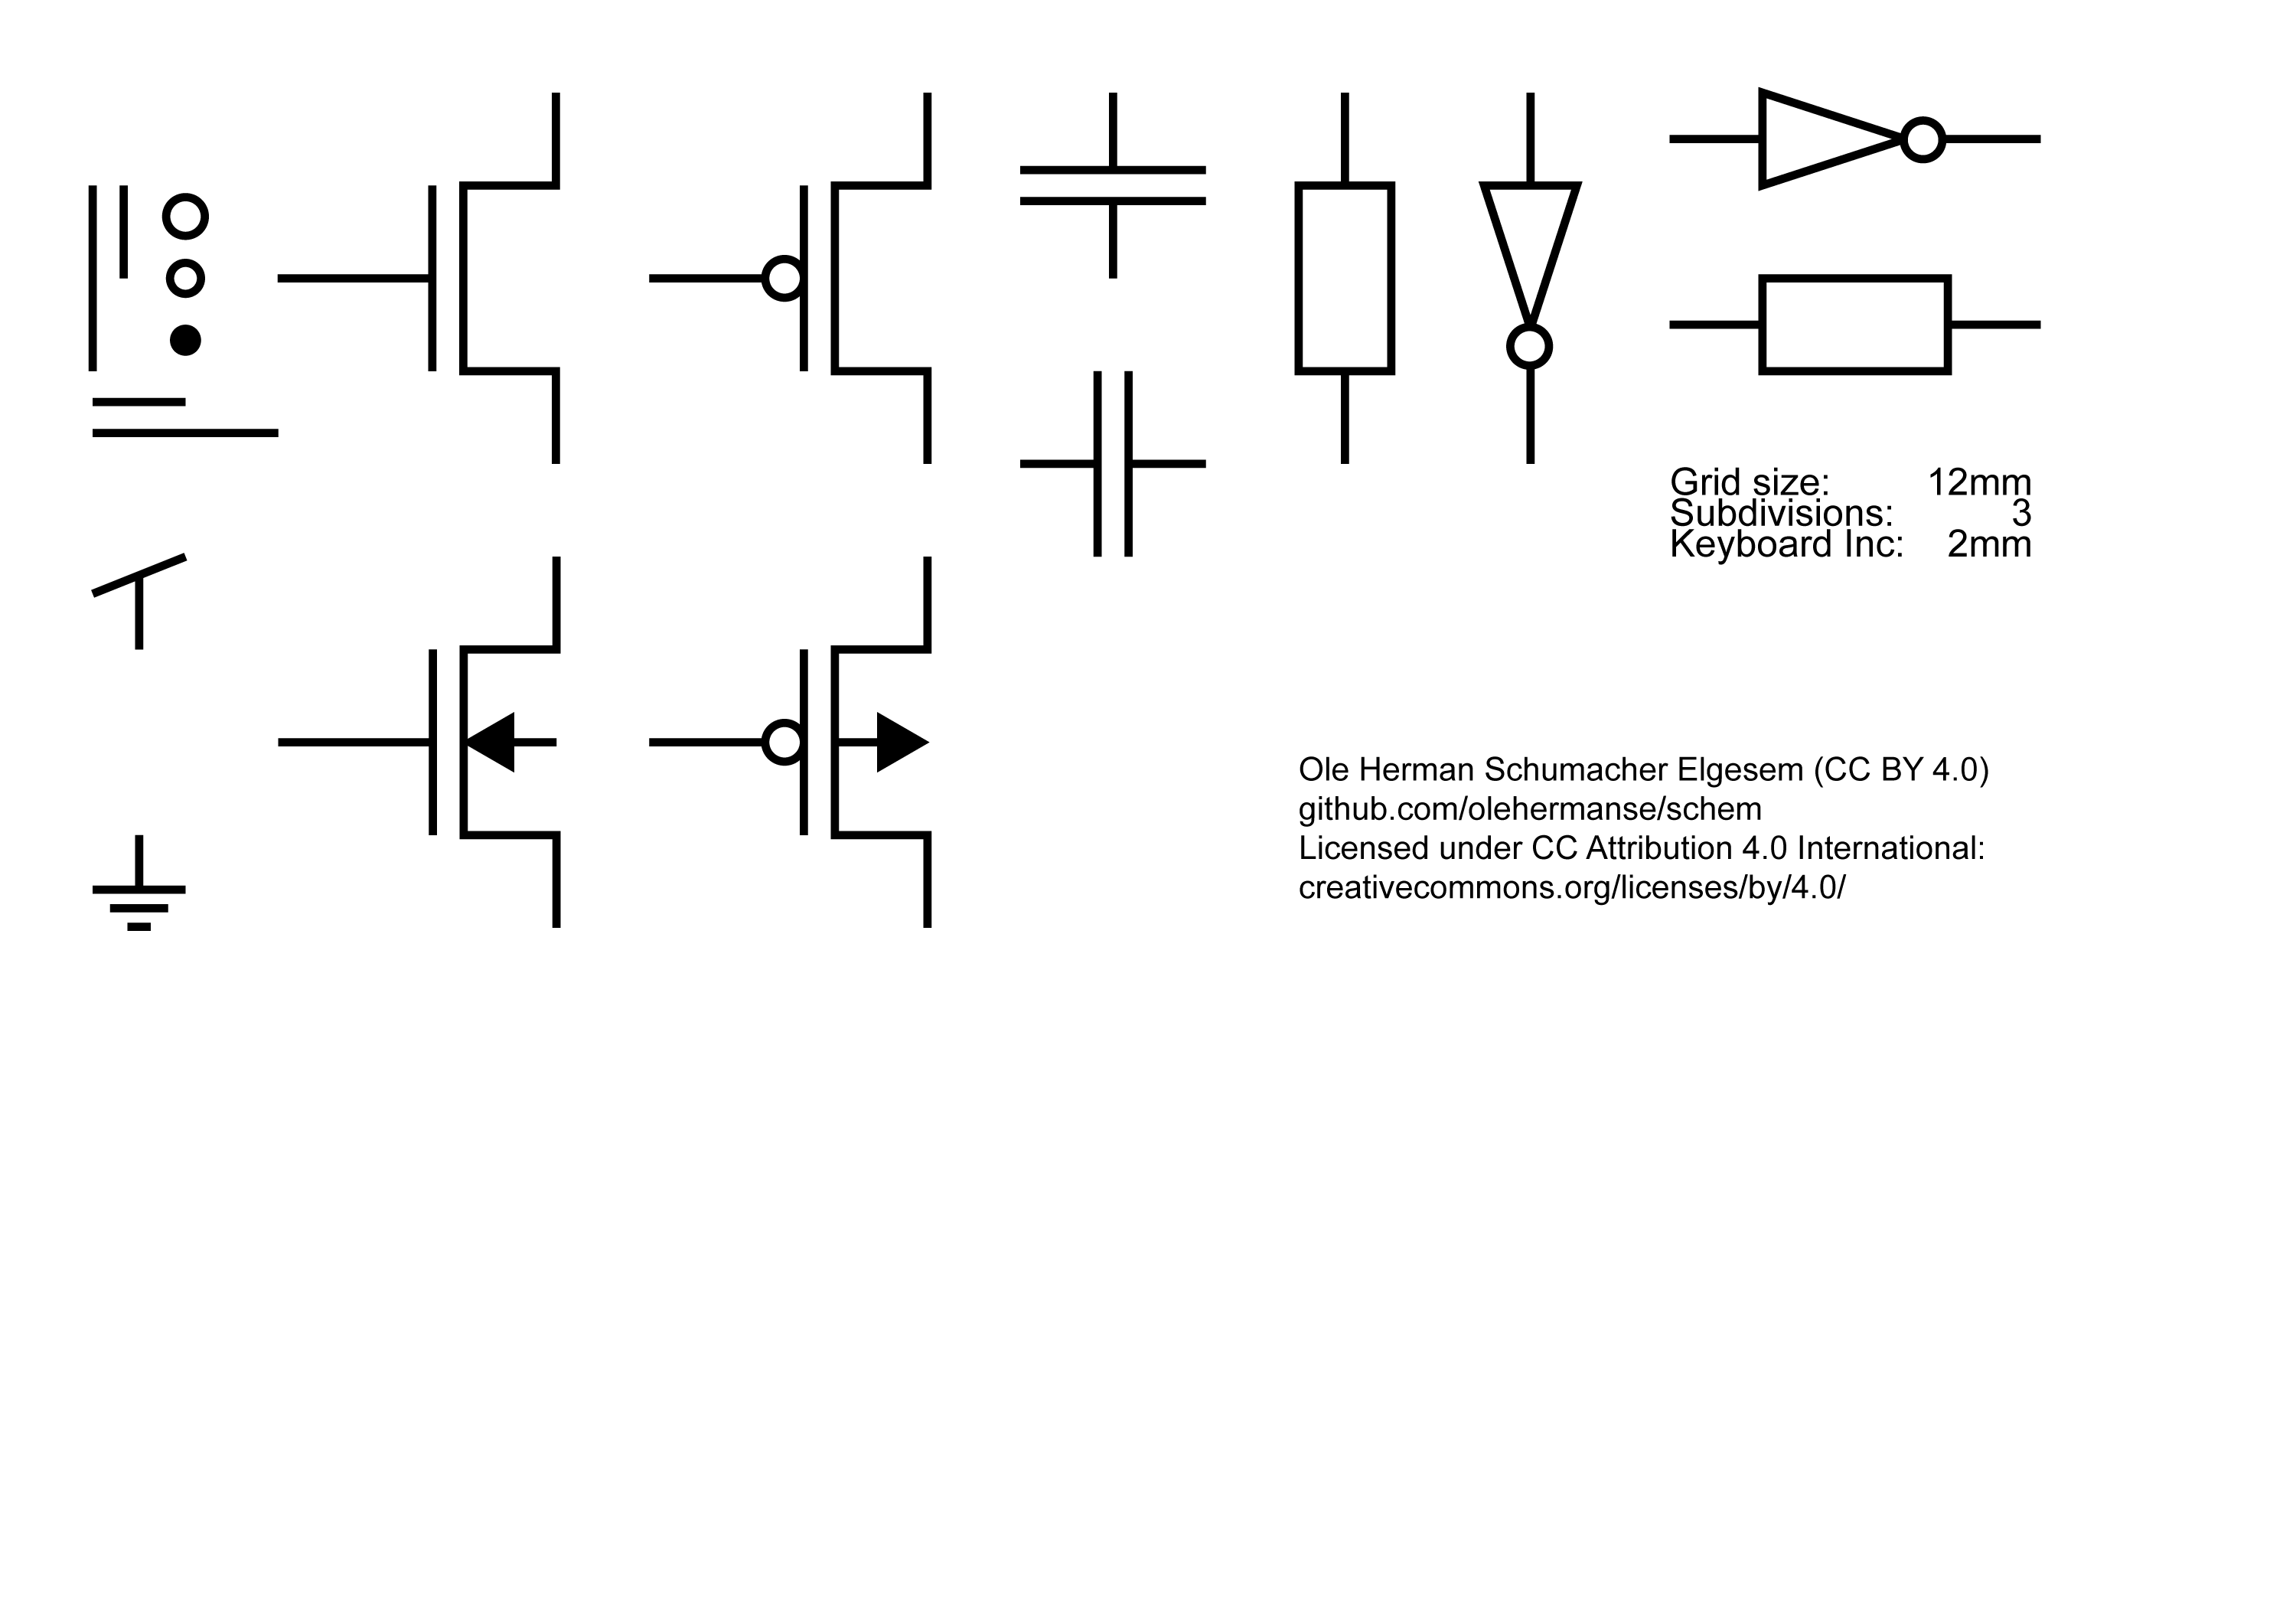 Grid size: 12mm
Subdivisions: 3
Keyboard Inc: 2mm
Ole Herman Schumacher Elgesem (CC BY 4.0)
github.com/olehermanse/schem
Licensed under CC Attribution 4.0 International:
creativecommons.org/licenses/by/4.0/